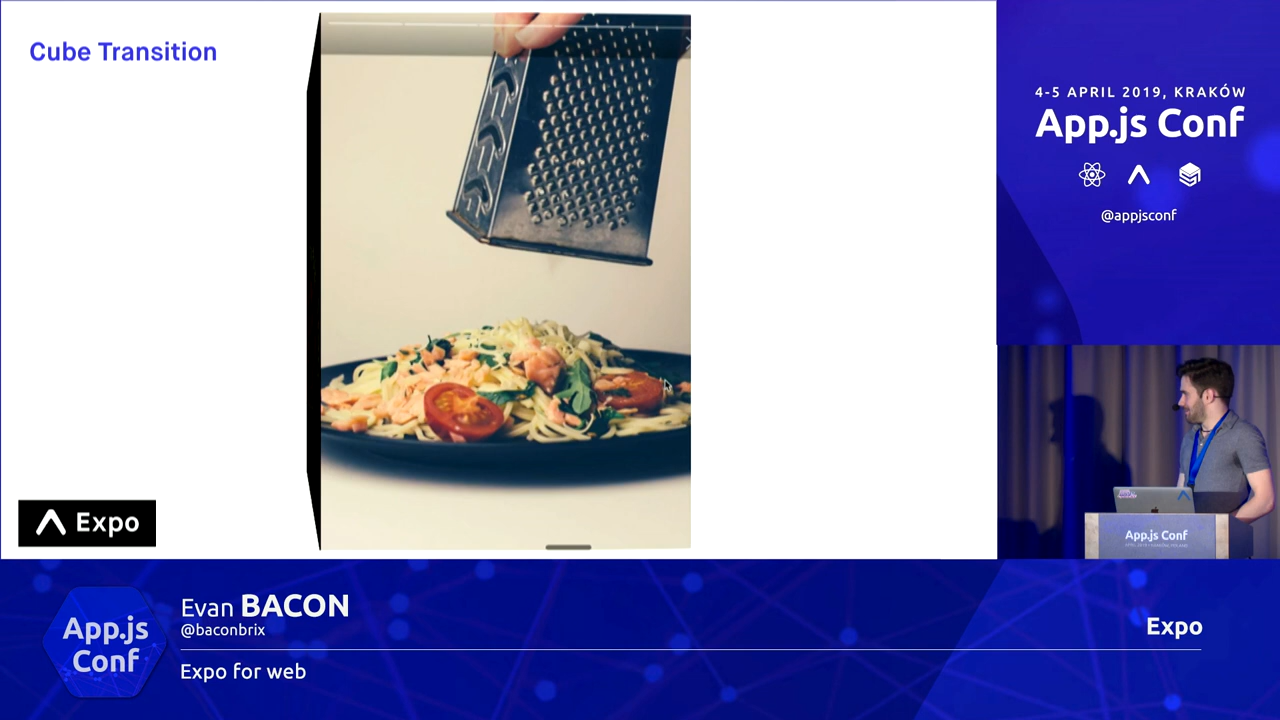 Cube Transition
Expo
4-5 APRIL 2019, KRAKÓW
App.js Conf
@appjsconf
App.js Conf
App.js
Conf
Evan BACON
@baconbrix
Expo for web
Expo